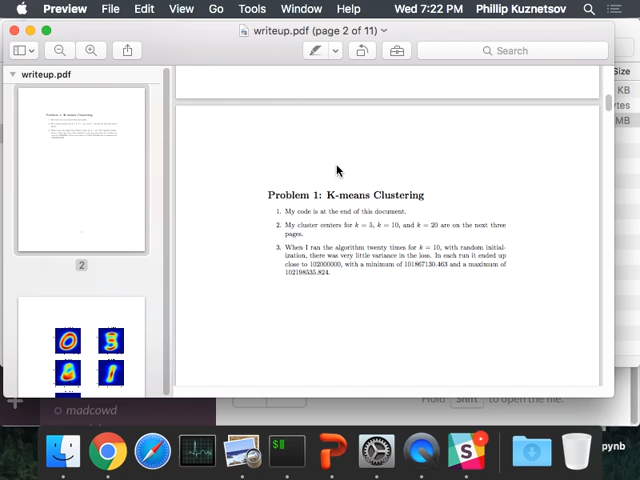 Preview File Edit View Go Tools Window Help Wed 7:22 PM Phillip Kuznetsov
writeup.pdf (page 2 of 11)
Search
Size
KB
ytes
MB
writeup.pdf
2
Problem 1: K-means Clustering
1. My code is at the end of this document.
2. My cluster centers for k = 5, k = 10, and k = 20 are on the next three
pages.
3. When I ran the algorithm twenty times for k = 10, with random initial-
ization, there was very little variance in the loss. In each run it ended up
close to 102000000, with a minimum of 101867130.463 and a maximum of
102198535.824.
Hold Shift to open the file.
madcowd
pynb